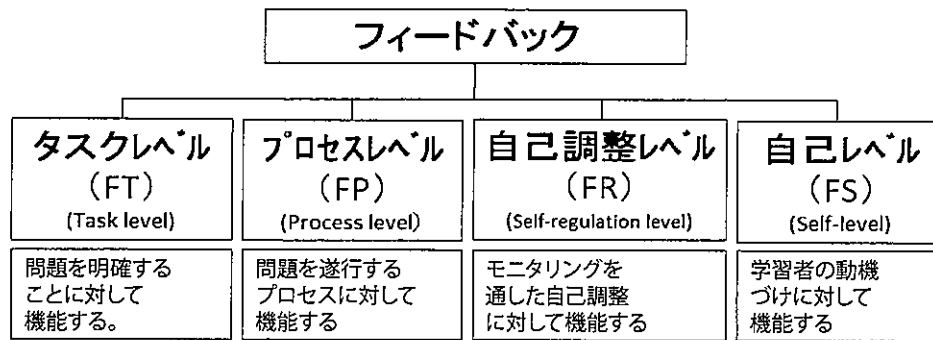 フィードバック
タスクレベル
(FT)
(Task level)
問題を明確する
ことに対して
機能する。
プロセスレベル
(FP)
(Process level)
問題を遂行する
プロセスに対して
機能する
自己調整レベル
(FR)
(Self-regulation level)
モニタリングを
通した自己調整
に対して機能する
自己レベル
(FS)
(Self-level)
学習者の動機
づけに対して
機能する